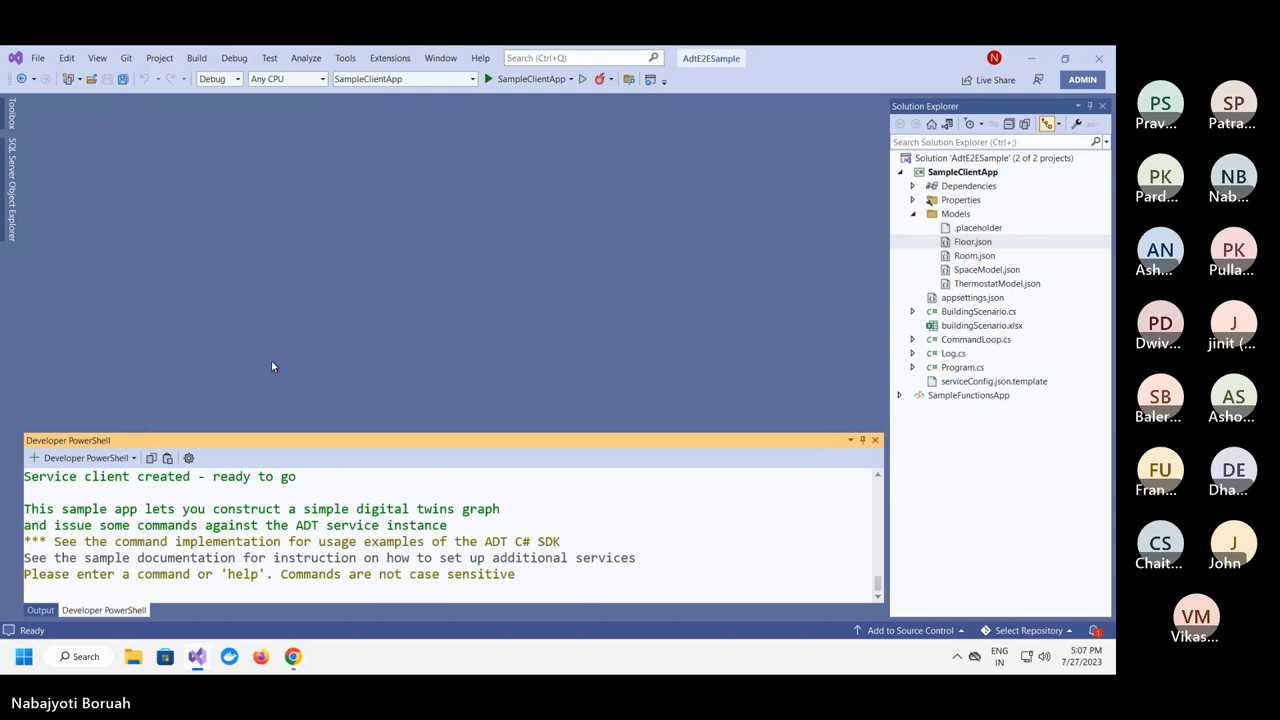 File Edit View Git Project Build Debug Test Analyze Tools Extensions Window Help Search (Ctrl+Q) AdtE2ESample N
Debug Any CPU SampleClientApp SampleClientApp Live Share ADMIN
Toolbox
SQL Server Object Explorer
Solution Explorer
Search Solution Explorer (Ctrl+;)
Solution 'AdtE2ESample' (2 of 2 projects)
SampleClientApp
Dependencies
Properties
Models
.placeholder
Floor.json
Room.json
SpaceModel.json
ThermostatModel.json
appsettings.json
C# BuildingScenario.cs
buildingScenario.xlsx
C# CommandLoop.cs
C# Log.cs
C# Program.cs
serviceConfig.json.template
SampleFunctionsApp
Developer PowerShell
Developer PowerShell
Service client created - ready to go
This sample app lets you construct a simple digital twins graph
and issue some commands against the ADT service instance
*** See the command implementation for usage examples of the ADT C# SDK
See the sample documentation for instruction on how to set up additional services
Please enter a command or 'help'. Commands are not case sensitive
Output Developer PowerShell
Ready Add to Source Control Select Repository 1
Search ENG IN 5:07 PM 7/27/2023
Nabajyoti Boruah
PS SP
Prav... Patra...
PK NB
Pard... Nab...
AN PK
Ash... Pulla...
PD J
Dwiv... jinit (...
SB AS
Baler... Asho...
FU DE
Fran... Dha...
CS J
Chait... John
VM
Vikas...